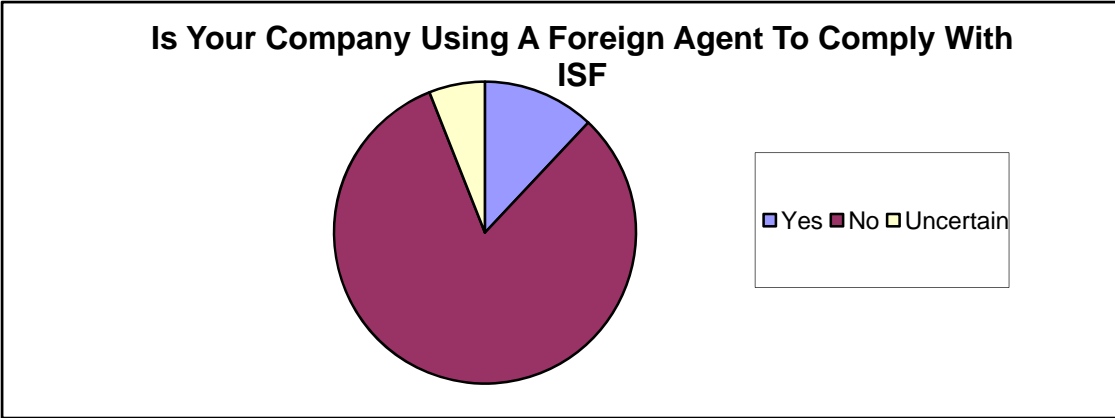 Is Your Company Using A Foreign Agent To Comply With
ISF
Yes No Uncertain